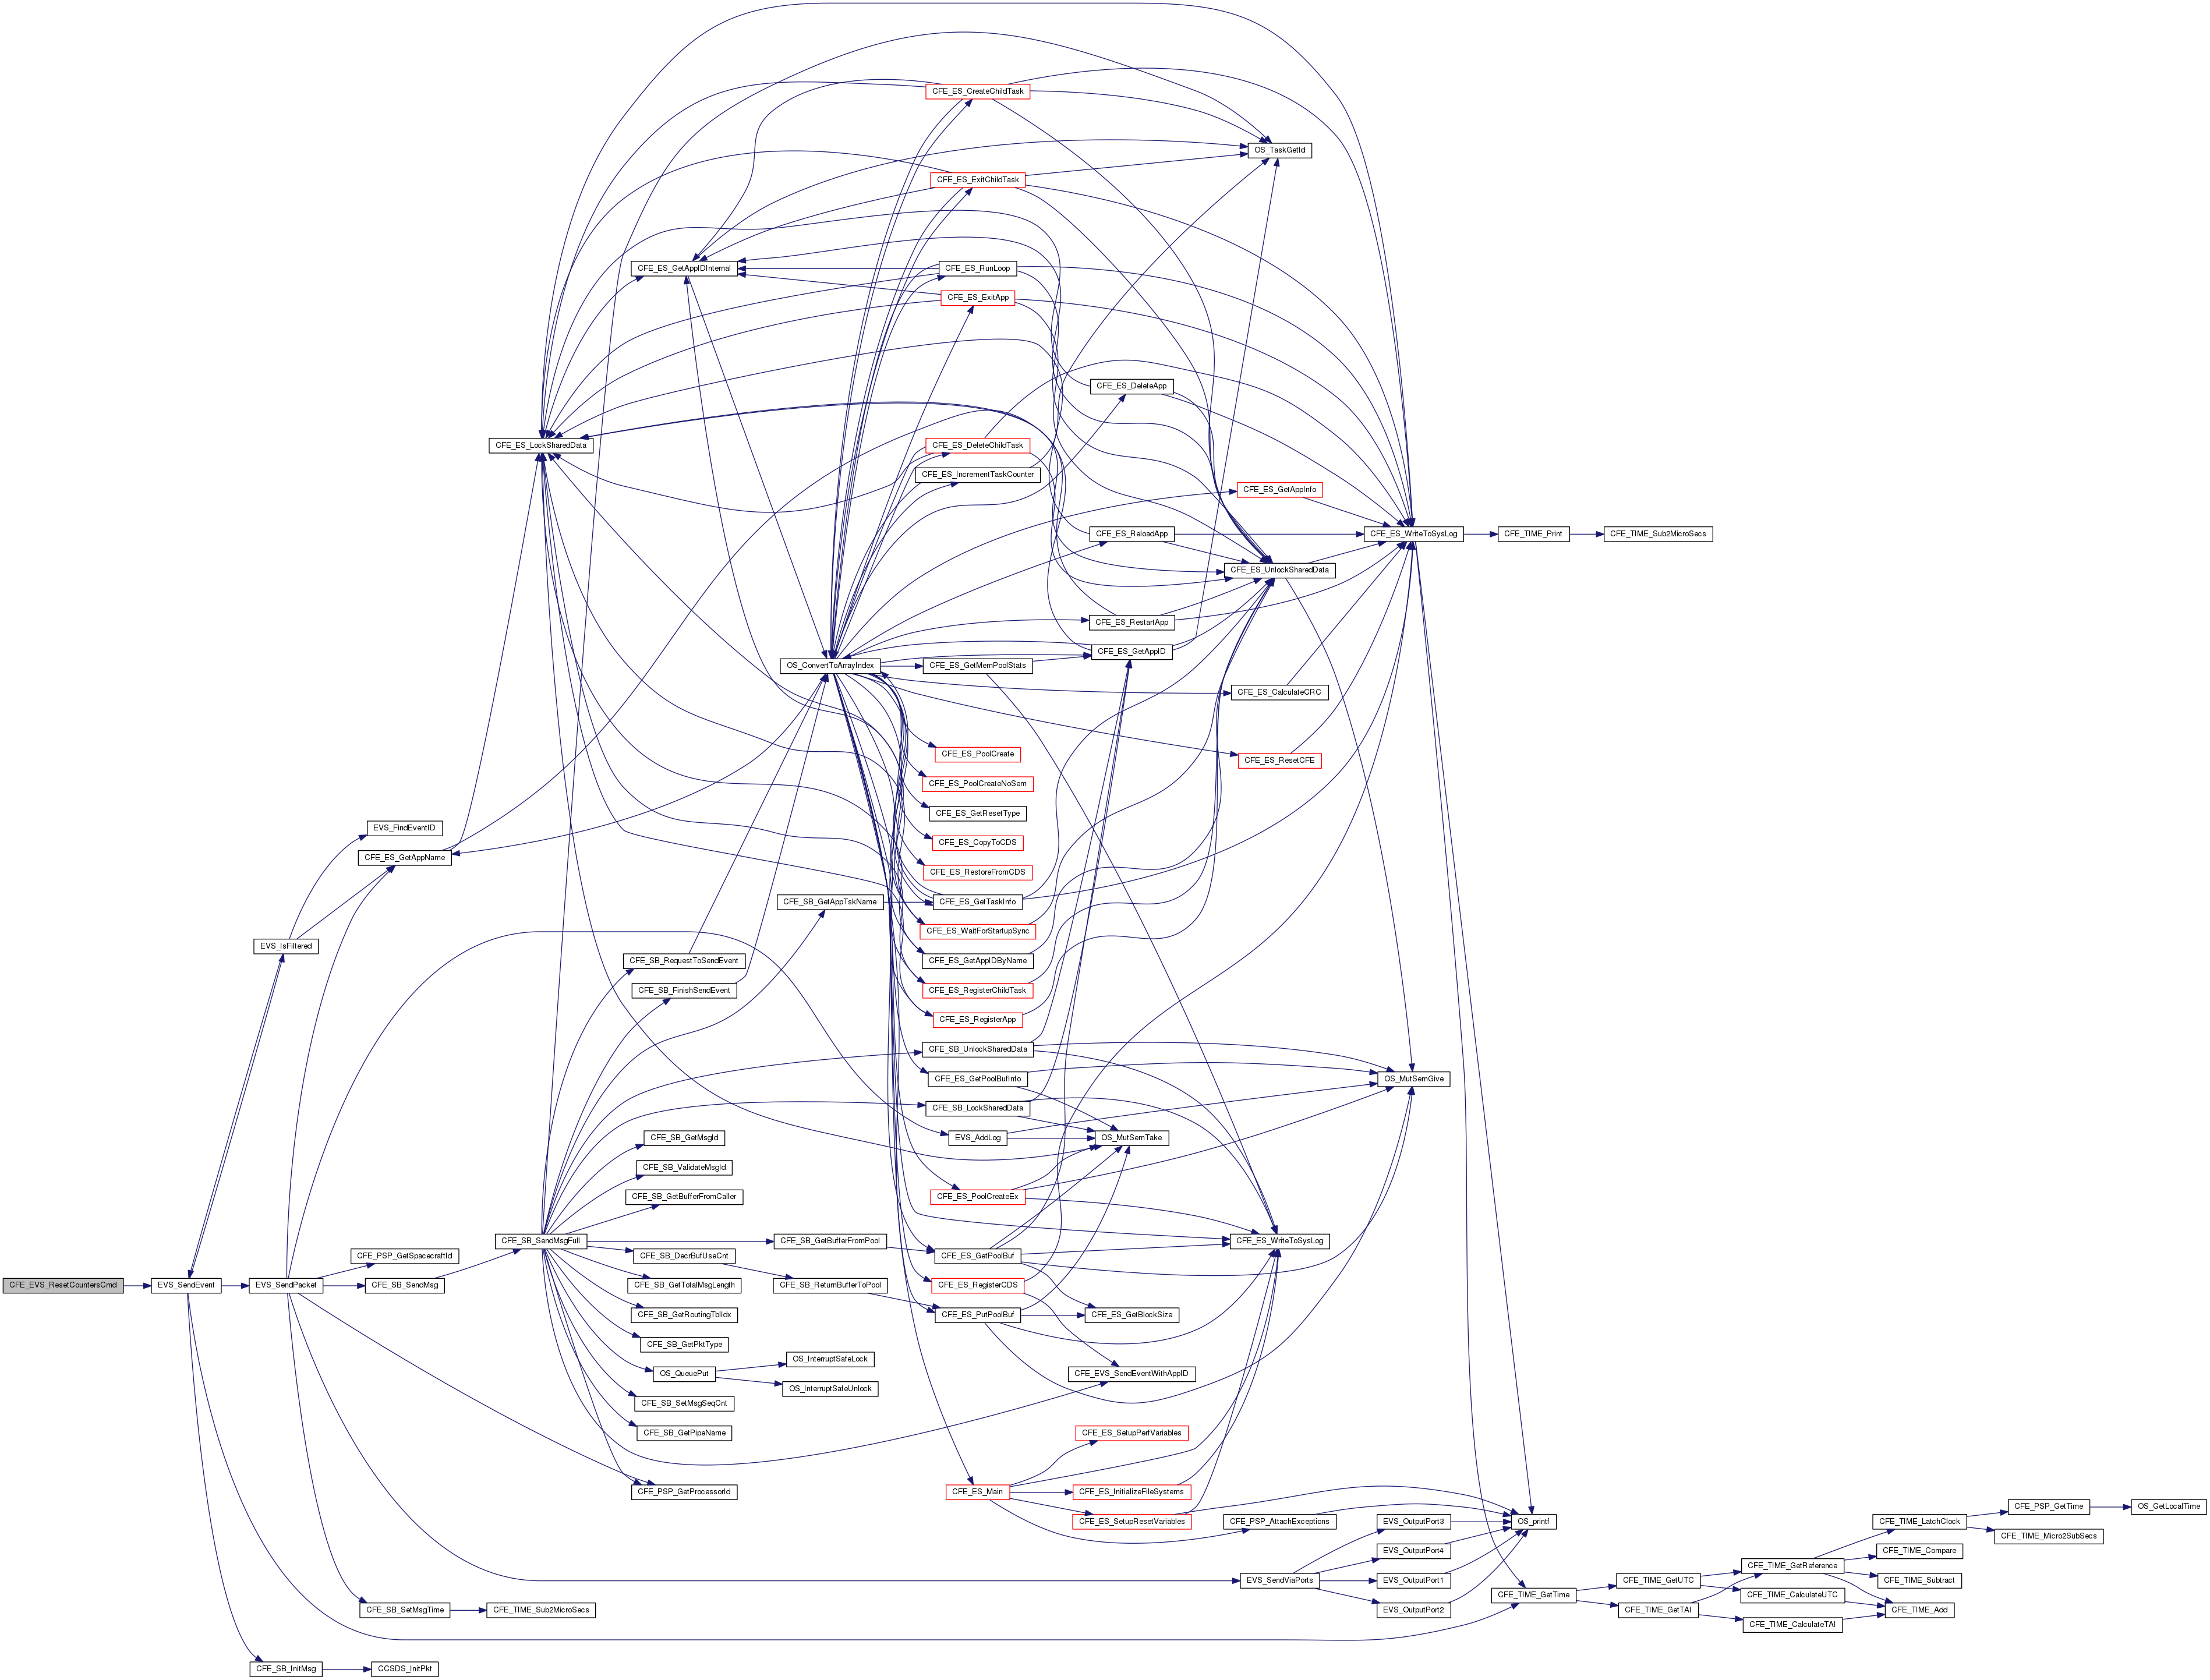 CFE_ES_CreateChildTask
OS_TaskGetId
CFE_ES_ExitChildTask
CFE_ES_GetAppIDInternal
CFE_ES_RunLoop
CFE_ES_ExitApp
CFE_ES_DeleteApp
CFE_ES_LockSharedData
CFE_ES_DeleteChildTask
CFE_ES_IncrementTaskCounter
CFE_ES_GetAppInfo
CFE_ES_ReloadApp
CFE_ES_WriteToSysLog
CFE_TIME_Print
CFE_TIME_Sub2MicroSecs
CFE_ES_UnlockSharedData
CFE_ES_RestartApp
CFE_ES_GetAppID
OS_ConvertToArrayIndex
CFE_ES_GetMemPoolStats
CFE_ES_CalculateCRC
CFE_ES_PoolCreate
CFE_ES_ResetCFE
CFE_ES_PoolCreateNoSem
CFE_ES_GetResetType
EVS_FindEventID
CFE_ES_CopyToCDS
CFE_ES_GetAppName
CFE_ES_RestoreFromCDS
CFE_SB_GetAppTskName
CFE_ES_GetTaskInfo
CFE_ES_WaitForStartupSync
EVS_IsFiltered
CFE_SB_RequestToSendEvent
CFE_ES_GetAppIDByName
CFE_SB_FinishSendEvent
CFE_ES_RegisterChildTask
CFE_ES_RegisterApp
CFE_SB_UnlockSharedData
CFE_ES_GetPoolBufInfo
OS_MutSemGive
CFE_SB_LockSharedData
CFE_SB_GetMsgId
EVS_AddLog
OS_MutSemTake
CFE_SB_ValidateMsgId
CFE_SB_GetBufferFromCaller
CFE_ES_PoolCreateEx
CFE_SB_SendMsgFull
CFE_SB_GetBufferFromPool
CFE_ES_WriteToSysLog
CFE_PSP_GetSpacecraftId
CFE_SB_DecrBufUseCnt
CFE_ES_GetPoolBuf
CFE_EVS_ResetCountersCmd
EVS_SendEvent
EVS_SendPacket
CFE_SB_SendMsg
CFE_SB_GetTotalMsgLength
CFE_SB_ReturnBufferToPool
CFE_ES_RegisterCDS
CFE_SB_GetRoutingTblIdx
CFE_ES_PutPoolBuf
CFE_ES_GetBlockSize
CFE_SB_GetPktType
OS_QueuePut
OS_InterruptSafeLock
OS_InterruptSafeUnlock
CFE_EVS_SendEventWithAppID
CFE_SB_SetMsgSeqCnt
CFE_SB_GetPipeName
CFE_ES_SetupPerfVariables
CFE_PSP_GetProcessorId
CFE_ES_Main
CFE_ES_InitializeFileSystems
CFE_ES_SetupResetVariables
CFE_PSP_AttachExceptions
EVS_OutputPort3
OS_printf
CFE_TIME_LatchClock
CFE_PSP_GetTime
OS_GetLocalTime
CFE_TIME_Micro2SubSecs
EVS_OutputPort4
CFE_TIME_Compare
CFE_TIME_GetReference
EVS_SendViaPorts
EVS_OutputPort1
CFE_TIME_GetUTC
CFE_TIME_Subtract
CFE_TIME_GetTime
CFE_TIME_CalculateUTC
CFE_SB_SetMsgTime
CFE_TIME_Sub2MicroSecs
EVS_OutputPort2
CFE_TIME_GetTAI
CFE_TIME_Add
CFE_TIME_CalculateTAI
CFE_SB_InitMsg
CCSDS_InitPkt